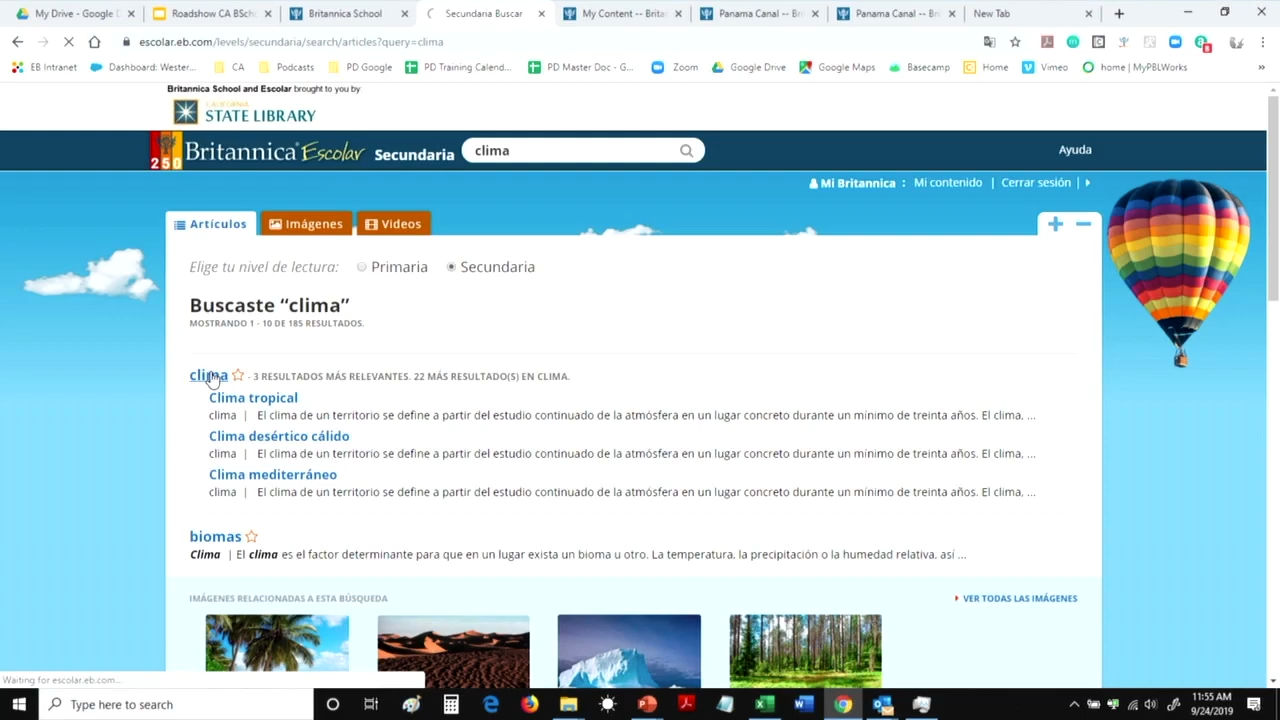 My Drive - Google D
Roadshow CA BSch
Britannica School
Secundaria Buscar
My Content -- Brita
Panama Canal -- Bri
Panama Canal -- Bri
New Tab
escolar.eb.com/levels/secundaria/search/articles?query=clima
EB Intranet
Dashboard: Wester...
CA
Podcasts
PD Google
PD Training Calend...
PD Master Doc - G...
Zoom
Google Drive
Google Maps
Basecamp
Home
Vimeo
home | MyPBLWorks
»
Britannica School and Escolar brought to you by
CALIFORNIA
STATE LIBRARY
250 Britannica Escolar Secundaria
clima
Ayuda
Mi Britannica : Mi contenido | Cerrar sesión |
Artículos
Imágenes
Videos
Elige tu nivel de lectura: Primaria Secundaria
Buscaste “clima”
MOSTRANDO 1 - 10 DE 185 RESULTADOS.
clima - 3 RESULTADOS MÁS RELEVANTES. 22 MÁS RESULTADO(S) EN CLIMA.
Clima tropical
clima | El clima de un territorio se define a partir del estudio continuado de la atmósfera en un lugar concreto durante un mínimo de treinta años. El clima, ...
Clima desértico cálido
clima | El clima de un territorio se define a partir del estudio continuado de la atmósfera en un lugar concreto durante un mínimo de treinta años. El clima, ...
Clima mediterráneo
clima | El clima de un territorio se define a partir del estudio continuado de la atmósfera en un lugar concreto durante un mínimo de treinta años. El clima, ...
biomas
Clima | El clima es el factor determinante para que en un lugar exista un bioma u otro. La temperatura, la precipitación o la humedad relativa, así ...
IMÁGENES RELACIONADAS A ESTA BÚSQUEDA
VER TODAS LAS IMÁGENES
Waiting for escolar.eb.com...
Type here to search
11:55 AM
9/24/2019